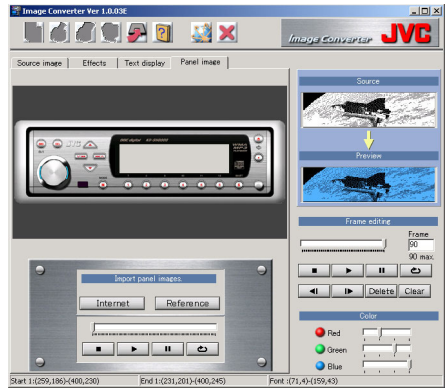 Image Converter Ver 1.0.03E
Image Converter JVC
Source image Effects Text display Panel image
Source
JVC
Preview
Frame editing
Frame
90
90 max.
Import panel images.
Internet Reference
Delete Clear
Color
Red
Green
Blue
Start 1:(259,186)-(400,230) End 1:(231,201)-(400,245) Font :(71,4)-(159,43)